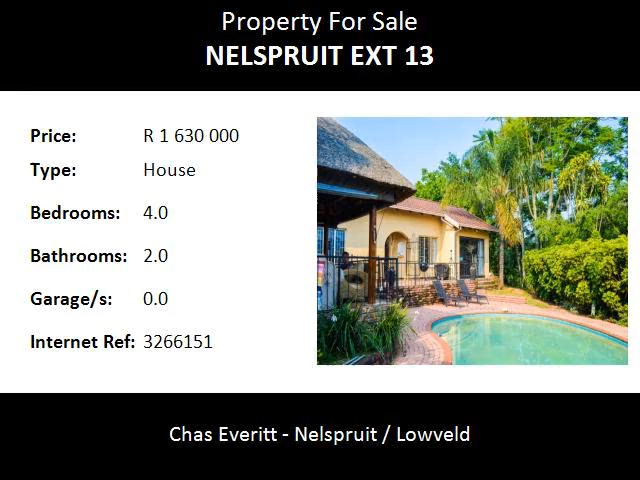 Property For Sale
NELSPRUIT EXT 13
Price: R 1 630 000
Type: House
Bedrooms: 4.0
Bathrooms: 2.0
Garage/s: 0.0
Internet Ref: 3266151
Chas Everitt - Nelspruit / Lowveld